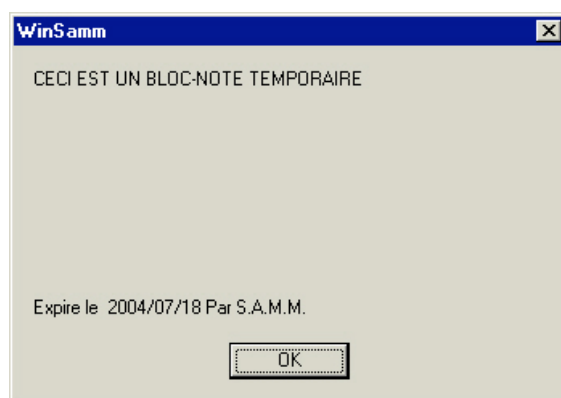 WinSamm
CECI EST UN BLOC-NOTE TEMPORAIRE
Expire le 2004/07/18 Par S.A.M.M.
OK